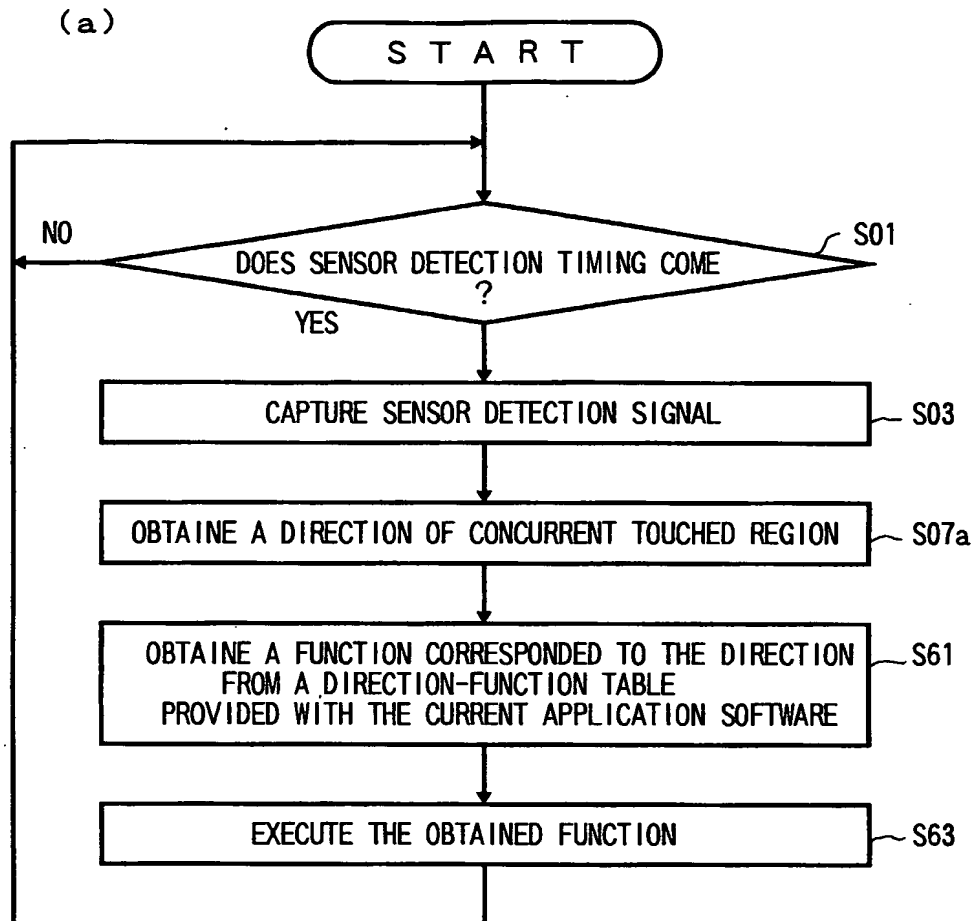 (a)
START
NO
S01
DOES SENSOR DETECTION TIMING COME
?
YES
CAPTURE SENSOR DETECTION SIGNAL
S03
OBTAINE A DIRECTION OF CONCURRENT TOUCHED REGION
S07a
OBTAINE A FUNCTION CORRESPONDED TO THE DIRECTION
S61
FROM A DIRECTION-FUNCTION TABLE
PROVIDED WITH THE CURRENT APPLICATION SOFTWARE
EXECUTE THE OBTAINED FUNCTION
S63